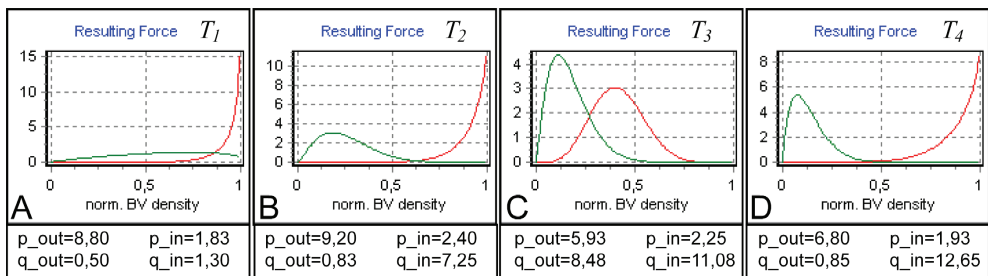 Resulting Force T1
15
10
5
0
0 0,5 1
norm. BV density
A
p_out=8,80 p_in=1,83
q_out=0,50 q_in=1,30
Resulting Force T2
10
8
6
4
2
0
0 0,5 1
norm. BV density
B
p_out=9,20 p_in=2,40
q_out=0,83 q_in=7,25
Resulting Force T3
4
3
2
1
0
0 0,5 1
norm. BV density
C
p_out=5,93 p_in=2,25
q_out=8,48 q_in=11,08
Resulting Force T4
8
6
4
2
0
0 0,5 1
norm. BV density
D
p_out=6,80 p_in=1,93
q_out=0,85 q_in=12,65